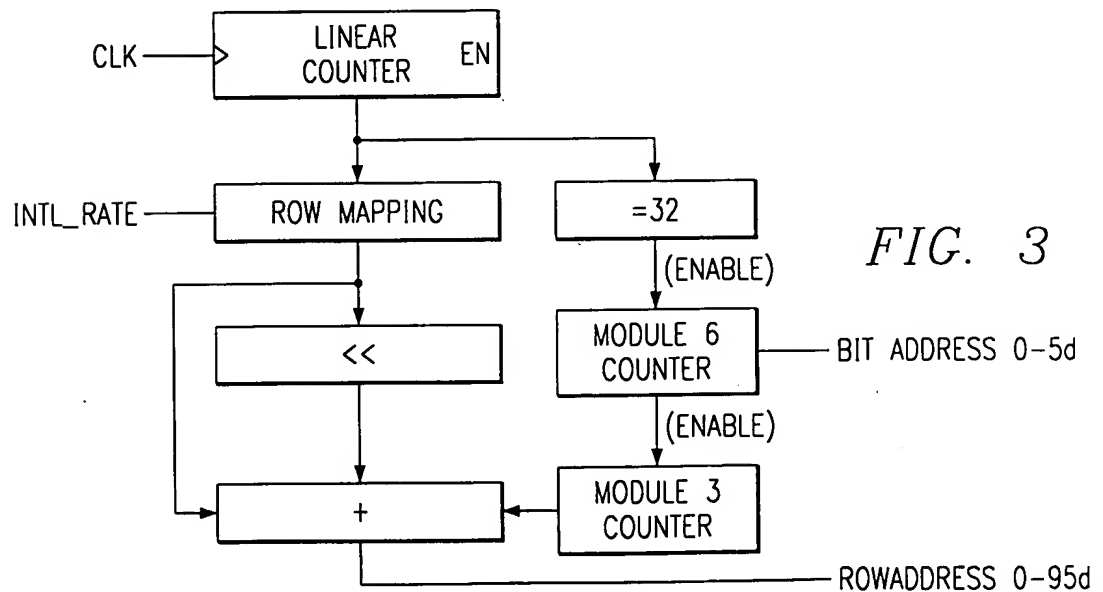 LINEAR
COUNTER
EN
CLK
INTL_RATE
ROW MAPPING
=32
FIG. 3
(ENABLE)
<<
MODULE 6
COUNTER
BIT ADDRESS 0-5d
(ENABLE)
+
MODULE 3
COUNTER
ROWADDRESS 0-95d